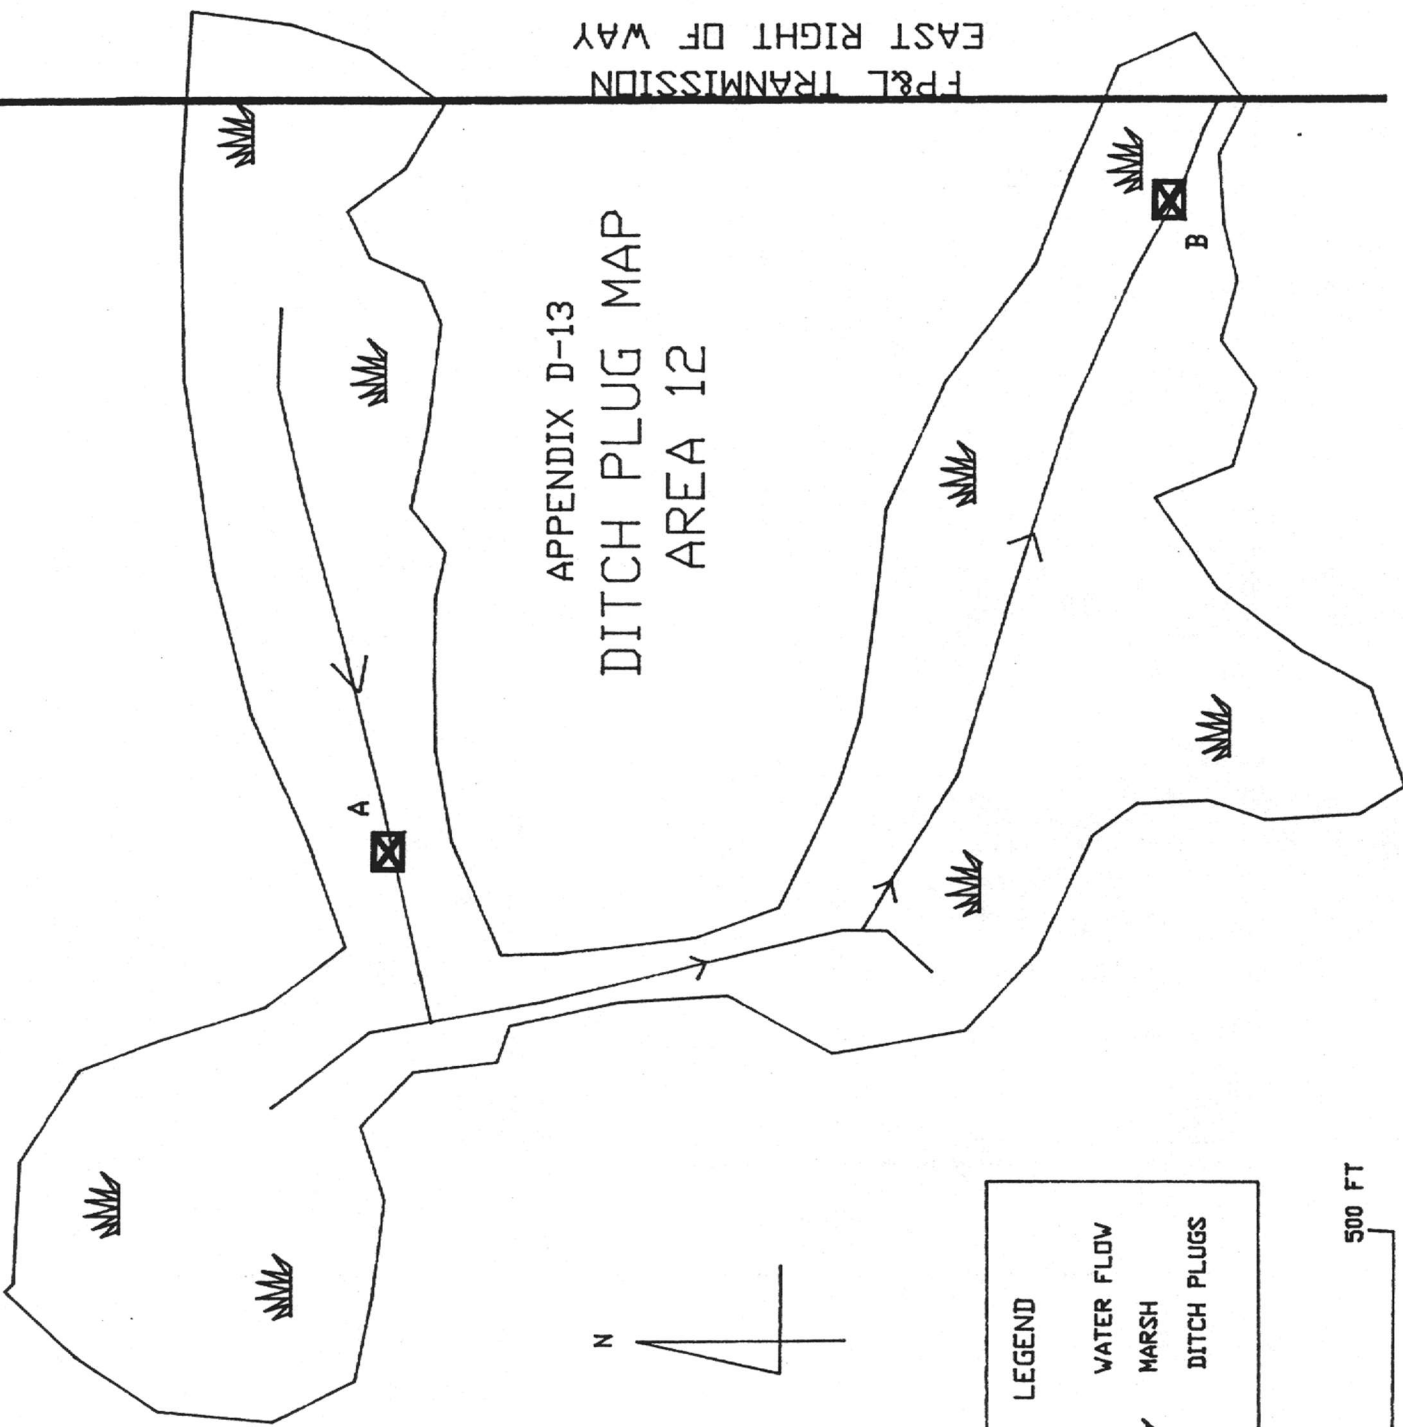 FP&L TRANMISSION
EAST RIGHT OF WAY
APPENDIX D-13
DITCH PLUG MAP
AREA 12
A
B
N
LEGEND
WATER FLOW
MARSH
DITCH PLUGS
500 FT